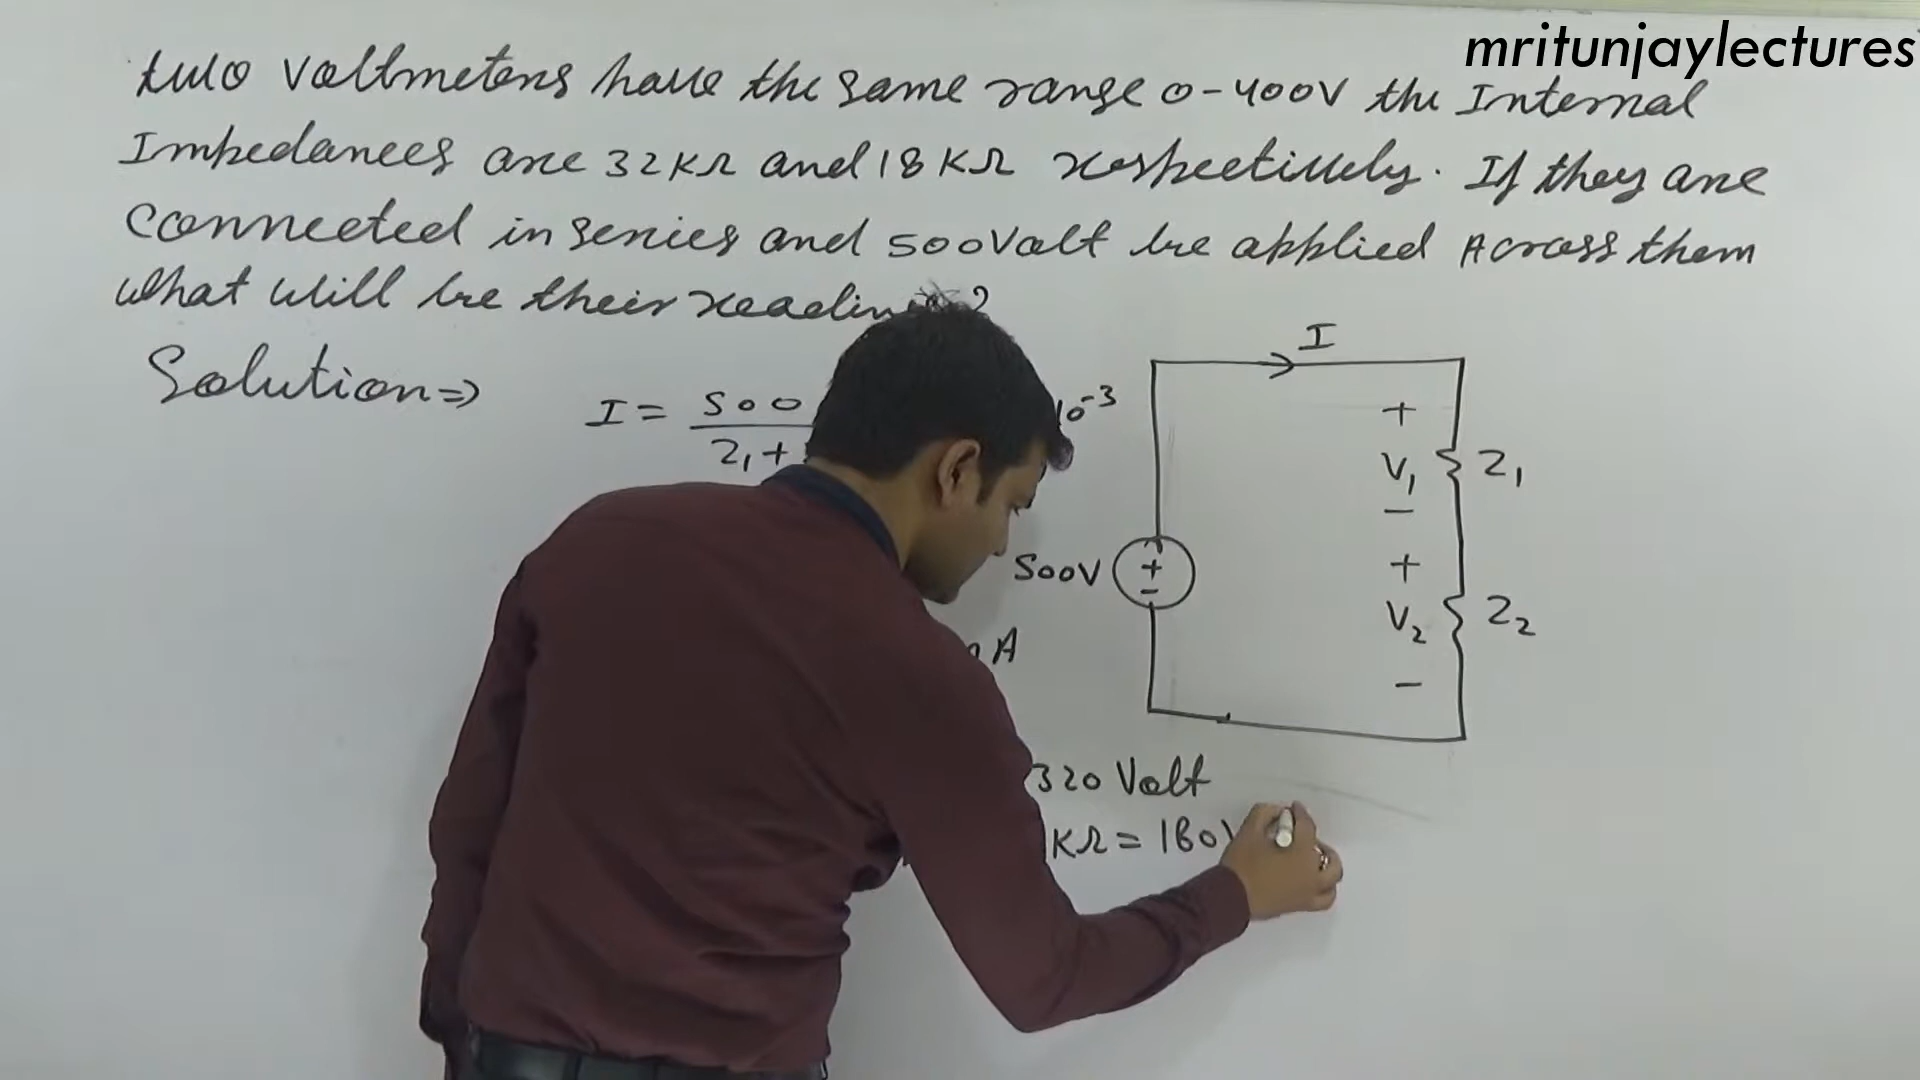 mritunjaylectures
two voltmeters have the same range 0-400V the Internal
Impedances are 32KΩ and 18KΩ respectively. If they are
connected in series and 500Volt be applied Across them
what will be their
Solution⇒
I
I = 500
10⁻³
Z₁ +
+
V₁
Z₁
-
500V
+
-
+
V₂
Z₂
-
A
320 Volt
KΩ = 180V